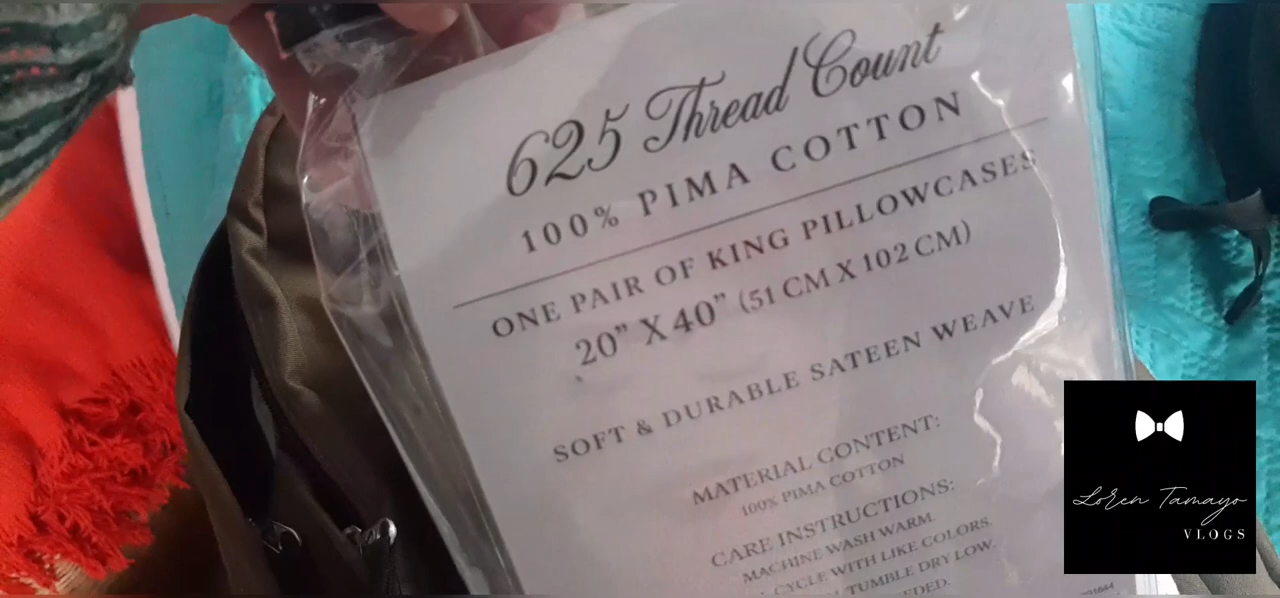 625 Thread Count
100% PIMA COTTON
ONE PAIR OF KING PILLOWCASES
20” X 40” (51 CM X 102 CM)
SOFT & DURABLE SATEEN WEAVE
MATERIAL CONTENT:
100% PIMA COTTON
CARE INSTRUCTIONS:
MACHINE WASH WARM.
CYCLE WITH LIKE COLORS.
TUMBLE DRY LOW.
Loren Tamayo
VLOGS